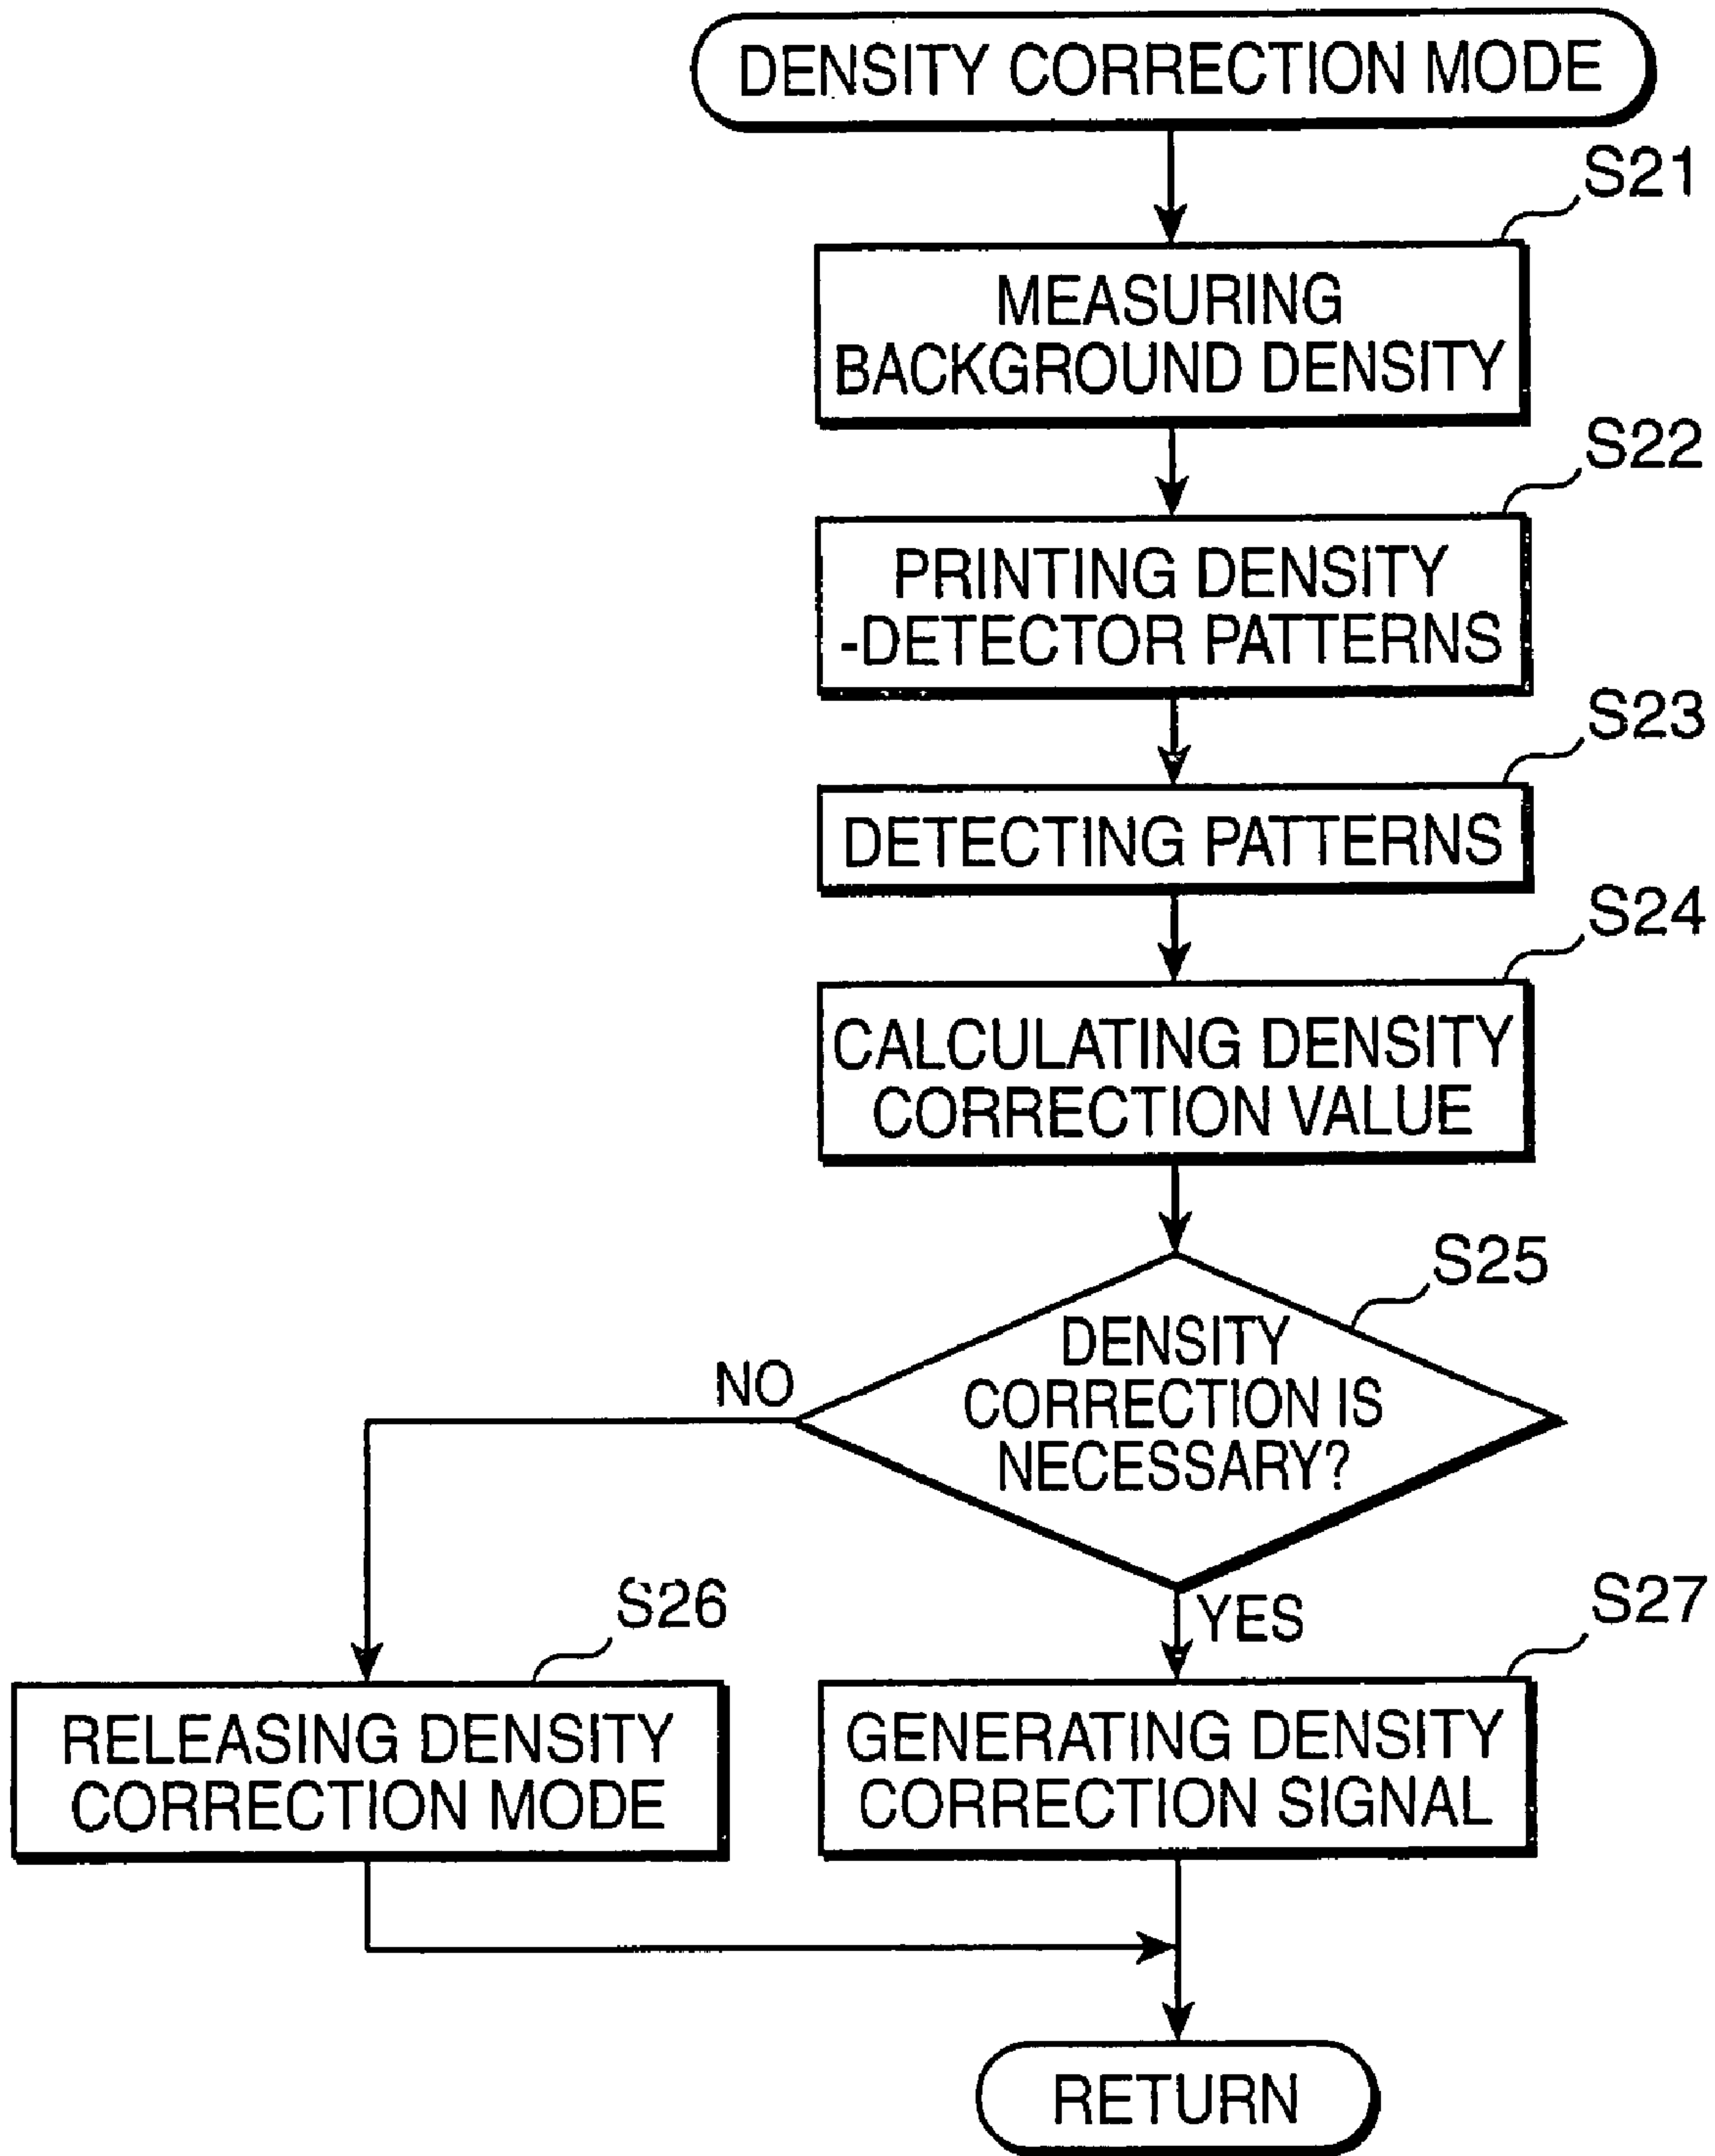 DENSITY CORRECTION MODE
S21
MEASURING
BACKGROUND DENSITY
S22
PRINTING DENSITY
-DETECTOR PATTERNS
S23
DETECTING PATTERNS
S24
CALCULATING DENSITY
CORRECTION VALUE
S25
DENSITY
CORRECTION IS
NECESSARY?
NO
YES
S26
RELEASING DENSITY
CORRECTION MODE
S27
GENERATING DENSITY
CORRECTION SIGNAL
RETURN